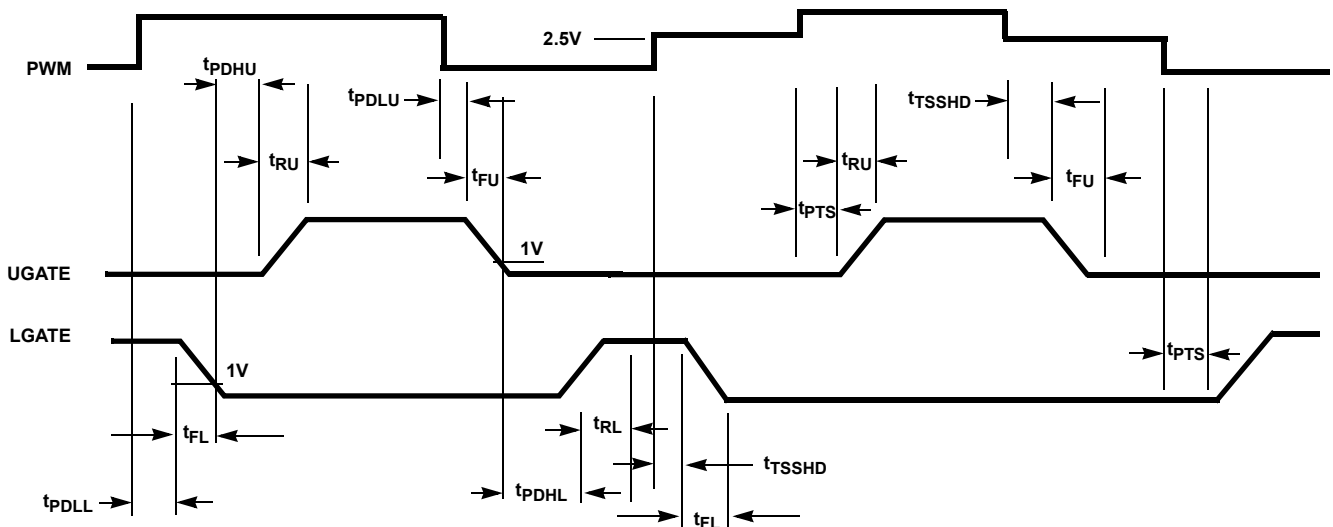 2.5V
PWM
tPDHU
tPDLU
tTSSHD
tRU
tFU
tRU
tFU
tPTS
1V
UGATE
LGATE
1V
tPTS
tFL
tRL
tTSSHD
tPDLL
tPDHL
tFL